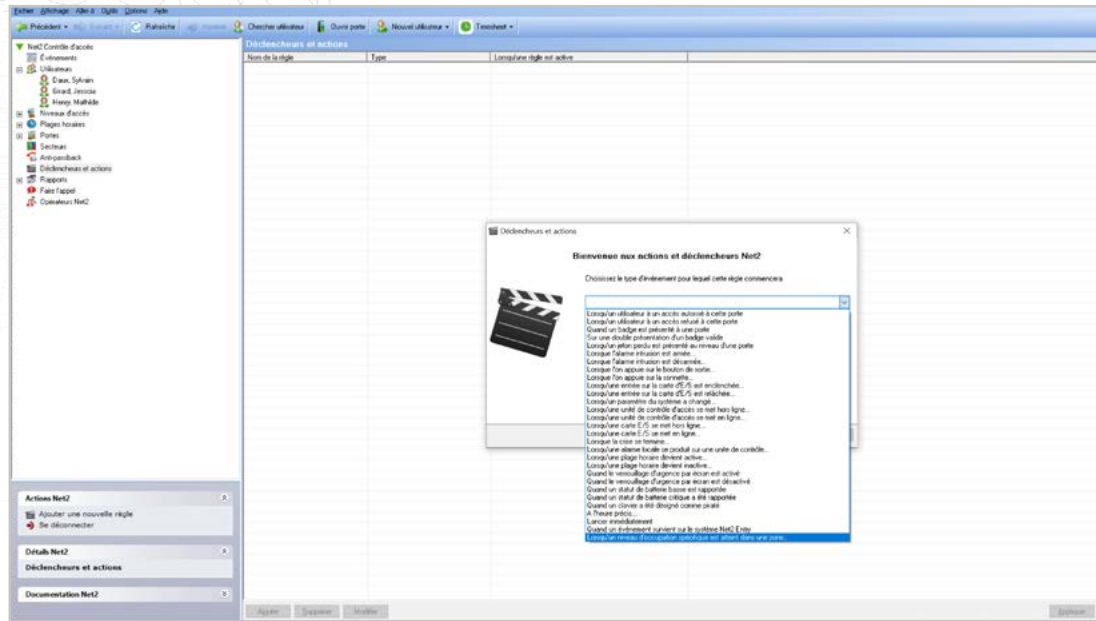 Fichier Affichage Aller à Outils Options Aide
Précédent Suivant Rafraîchir Imprimer Chercher utilisateur Ouvrir porte Nouvel utilisateur Timesheet
Net2 Contrôle d'accès
Evénements
Utilisateurs
Daux, Sylvain
Girard, Jessica
Henry, Mathilde
Niveaux d'accès
Plages horaires
Portes
Secteurs
Anti-passback
Déclencheurs et actions
Rapports
Faire l'appel
Opérateurs Net2
Actions Net2
Ajouter une nouvelle règle
Se déconnecter
Détails Net2
Déclencheurs et actions
Documentation Net2
Déclencheurs et actions
Nom de la règle Type Lorsqu'une règle est active
Déclencheurs et actions
Bienvenue aux actions et déclencheurs Net2
Choisissez le type d'événement pour lequel cette règle commencera
Lorsqu'un utilisateur à un accès autorisé à cette porte
Lorsqu'un utilisateur à un accès refusé à cette porte
Quand un badge est présenté à une porte
Sur une double présentation d'un badge valide
Lorsqu'un jeton perdu est présenté au niveau d'une porte
Lorsque l'alarme intrusion est armée...
Lorsque l'alarme intrusion est désarmée...
Lorsque l'on appuie sur le bouton de sortie...
Lorsque l'on appuie sur la sonnette...
Lorsqu'une entrée sur la carte d'E/S est enclenchée...
Lorsqu'une entrée sur la carte d'E/S est relâchée...
Lorsqu'un paramètre du système a changé...
Lorsqu'une unité de contrôle d'accès se met hors ligne...
Lorsqu'une unité de contrôle d'accès se met en ligne...
Lorsqu'une carte E/S se met hors ligne...
Lorsqu'une carte E/S se met en ligne...
Lorsque la crise se termine...
Lorsqu'une alarme locale se produit sur une unité de contrôle...
Lorsqu'une plage horaire devient active...
Lorsqu'une plage horaire devient inactive...
Quand le verrouillage d'urgence par écran est activé
Quand le verrouillage d'urgence par écran est désactivé
Quand un statut de batterie basse est rapportée
Quand un statut de batterie critique a été rapportée
Quand un clavier a été désigné comme piraté
A l'heure précis...
Lancer immédiatement
Quand un événement survient sur le système Net2 Entry
Lorsqu'un niveau d'occupation spécifique est atteint dans une zone.
Ajouter Supprimer Modifier Appliquer